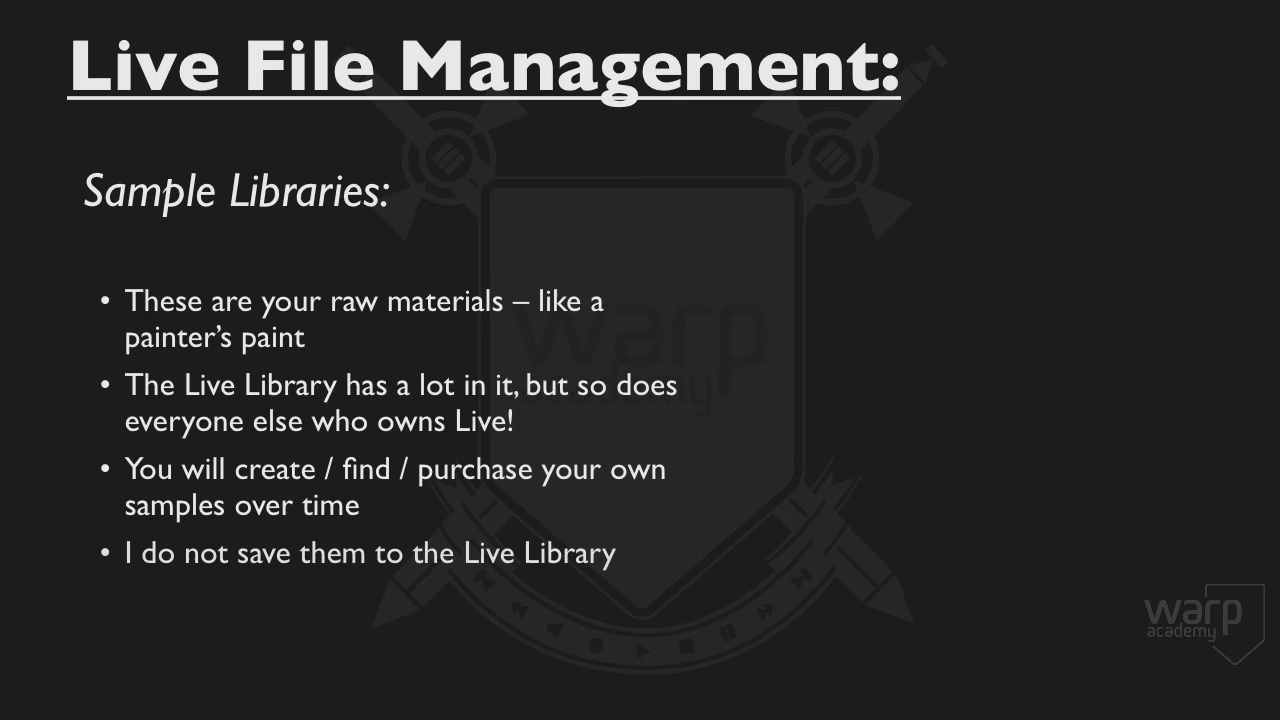 Live File Management:
Sample Libraries:
• These are your raw materials – like a
painter’s paint
• The Live Library has a lot in it, but so does
everyone else who owns Live!
• You will create / find / purchase your own
samples over time
• I do not save them to the Live Library
warp
academy
warp
academy